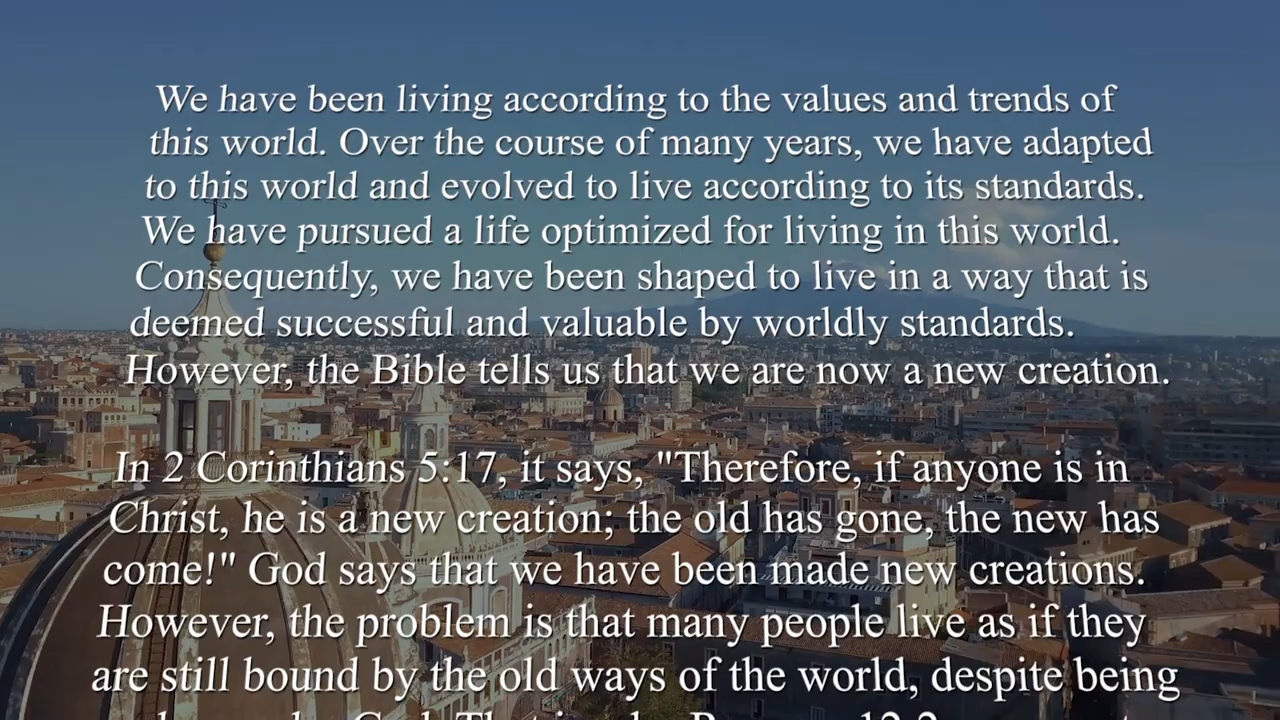 We have been living according to the values and trends of
this world. Over the course of many years, we have adapted
to this world and evolved to live according to its standards.
We have pursued a life optimized for living in this world.
Consequently, we have been shaped to live in a way that is
deemed successful and valuable by worldly standards.
However, the Bible tells us that we are now a new creation.
In 2 Corinthians 5:17, it says, "Therefore, if anyone is in
Christ, he is a new creation; the old has gone, the new has
come!" God says that we have been made new creations.
However, the problem is that many people live as if they
are still bound by the old ways of the world, despite being